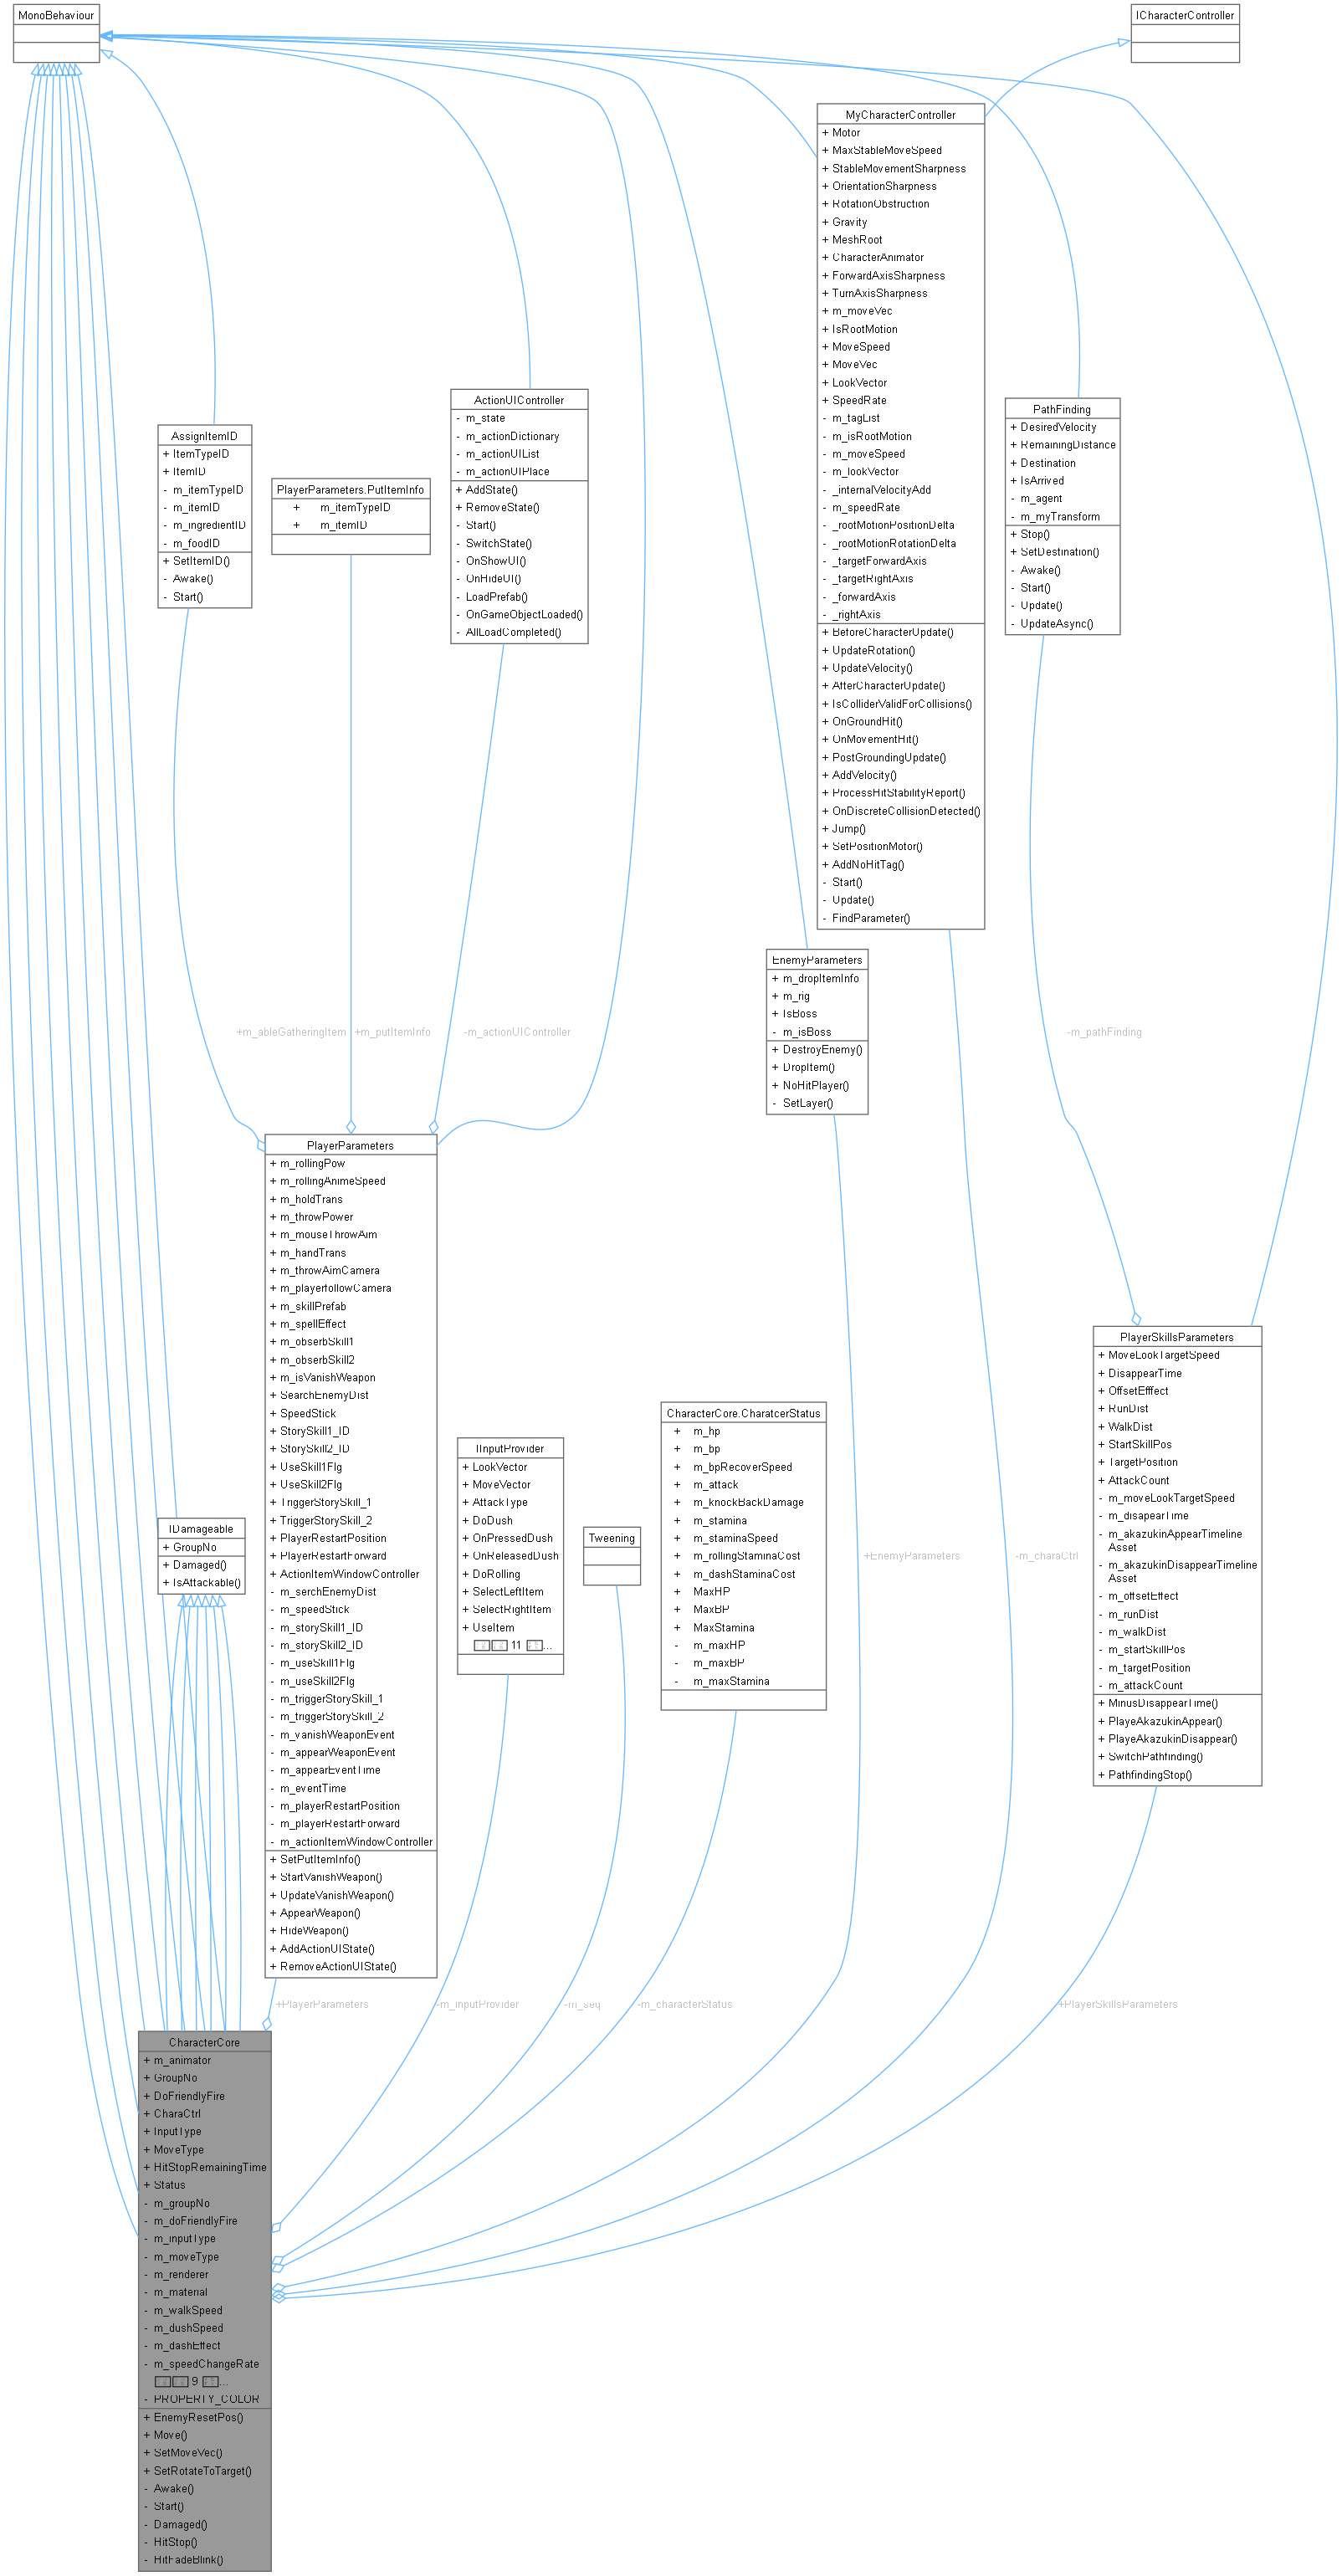 MonoBehaviour
ICharacterController
MyCharacterController
+ Motor
+ MaxStableMoveSpeed
+ StableMovementSharpness
+ OrientationSharpness
+ RotationObstruction
+ Gravity
+ MeshRoot
+ CharacterAnimator
+ ForwardAxisSharpness
+ TurnAxisSharpness
+ m_moveVec
+ IsRootMotion
+ MoveSpeed
+ MoveVec
+ LookVector
+ SpeedRate
- m_tagList
- m_isRootMotion
- m_moveSpeed
- m_lookVector
- _internalVelocityAdd
- m_speedRate
- _rootMotionPositionDelta
- _rootMotionRotationDelta
- _targetForwardAxis
- _targetRightAxis
- _forwardAxis
- _rightAxis
+ BeforeCharacterUpdate()
+ UpdateRotation()
+ UpdateVelocity()
+ AfterCharacterUpdate()
+ IsColliderValidForCollisions()
+ OnGroundHit()
+ OnMovementHit()
+ PostGroundingUpdate()
+ AddVelocity()
+ ProcessHitStabilityReport()
+ OnDiscreteCollisionDetected()
+ Jump()
+ SetPositionMotor()
+ AddNoHitTag()
- Start()
- Update()
- FindParameter()
ActionUIController
- m_state
- m_actionDictionary
- m_actionUIList
- m_actionUIPlace
+ AddState()
+ RemoveState()
- Start()
- SwitchState()
- OnShowUI()
- OnHideUI()
- LoadPrefab()
- OnGameObjectLoaded()
- AllLoadCompleted()
PathFinding
+ DesiredVelocity
+ RemainingDistance
+ Destination
+ IsArrived
- m_agent
- m_myTransform
+ Stop()
+ SetDestination()
- Awake()
- Start()
- Update()
- UpdateAsync()
AssignItemID
+ ItemTypeID
+ ItemID
- m_itemTypeID
- m_itemID
- m_ingredientID
- m_foodID
+ SetItemID()
- Awake()
- Start()
PlayerParameters.PutItemInfo
+ m_itemTypeID
+ m_itemID
EnemyParameters
+ m_dropItemInfo
+ m_rig
+ IsBoss
- m_isBoss
+ DestroyEnemy()
+ DropItem()
+ NoHitPlayer()
- SetLayer()
+m_ableGatheringItem
+m_putItemInfo
-m_actionUIController
-m_pathFinding
PlayerParameters
+ m_rollingPow
+ m_rollingAnimeSpeed
+ m_holdTrans
+ m_throwPower
+ m_mouseThrowAim
+ m_handTrans
+ m_throwAimCamera
+ m_playerfollowCamera
+ m_skillPrefab
+ m_spellEffect
+ m_obserbSkill1
+ m_obserbSkill2
+ m_isVanishWeapon
+ SearchEnemyDist
+ SpeedStick
+ StorySkill1_ID
+ StorySkill2_ID
+ UseSkill1Flg
+ UseSkill2Flg
+ TriggerStorySkill_1
+ TriggerStorySkill_2
+ PlayerRestartPosition
+ PlayerRestartForward
+ ActionItemWindowController
- m_serchEnemyDist
- m_speedStick
- m_storySkill1_ID
- m_storySkill2_ID
- m_useSkill1Flg
- m_useSkill2Flg
- m_triggerStorySkill_1
- m_triggerStorySkill_2
- m_vanishWeaponEvent
- m_appearWeaponEvent
- m_appearEventTime
- m_eventTime
- m_playerRestartPosition
- m_playerRestartForward
- m_actionItemWindowController
+ SetPutItemInfo()
+ StartVanishWeapon()
+ UpdateVanishWeapon()
+ AppearWeapon()
+ HideWeapon()
+ AddActionUIState()
+ RemoveActionUIState()
PlayerSkillsParameters
+ MoveLookTargetSpeed
+ DisappearTime
+ OffsetEfffect
+ RunDist
+ WalkDist
+ StartSkillPos
+ TargetPosition
+ AttackCount
- m_moveLookTargetSpeed
- m_disapearTime
- m_akazukinAppearTimeline
Asset
- m_akazukinDisappearTimeline
Asset
- m_offsetEffect
- m_runDist
- m_walkDist
- m_startSkillPos
- m_targetPosition
- m_attackCount
+ MinusDisappearTime()
+ PlayeAkazukinAppear()
+ PlayeAkazukinDisappear()
+ SwitchPathfinding()
+ PathfindingStop()
IInputProvider
+ LookVector
+ MoveVector
+ AttackType
+ DoDush
+ OnPressedDush
+ OnReleasedDush
+ DoRolling
+ SelectLeftItem
+ SelectRightItem
+ UseItem
11 ...
CharacterCore.CharatcerStatus
+ m_hp
+ m_bp
+ m_bpRecoverSpeed
+ m_attack
+ m_knockBackDamage
+ m_stamina
+ m_staminaSpeed
+ m_rollingStaminaCost
+ m_dashStaminaCost
+ MaxHP
+ MaxBP
+ MaxStamina
- m_maxHP
- m_maxBP
- m_maxStamina
Tweening
IDamageable
+ GroupNo
+ Damaged()
+ IsAttackable()
+EnemyParameters
-m_charaCtrl
+PlayerParameters
-m_inputProvider
-m_seq
-m_characterStatus
+PlayerSkillsParameters
CharacterCore
+ m_animator
+ GroupNo
+ DoFriendlyFire
+ CharaCtrl
+ InputType
+ MoveType
+ HitStopRemainingTime
+ Status
- m_groupNo
- m_doFriendlyFire
- m_inputType
- m_moveType
- m_renderer
- m_material
- m_walkSpeed
- m_dushSpeed
- m_dashEffect
- m_speedChangeRate
9 ...
- PROPERTY_COLOR
+ EnemyResetPos()
+ Move()
+ SetMoveVec()
+ SetRotateToTarget()
- Awake()
- Start()
- Damaged()
- HitStop()
- HitFadeBlink()